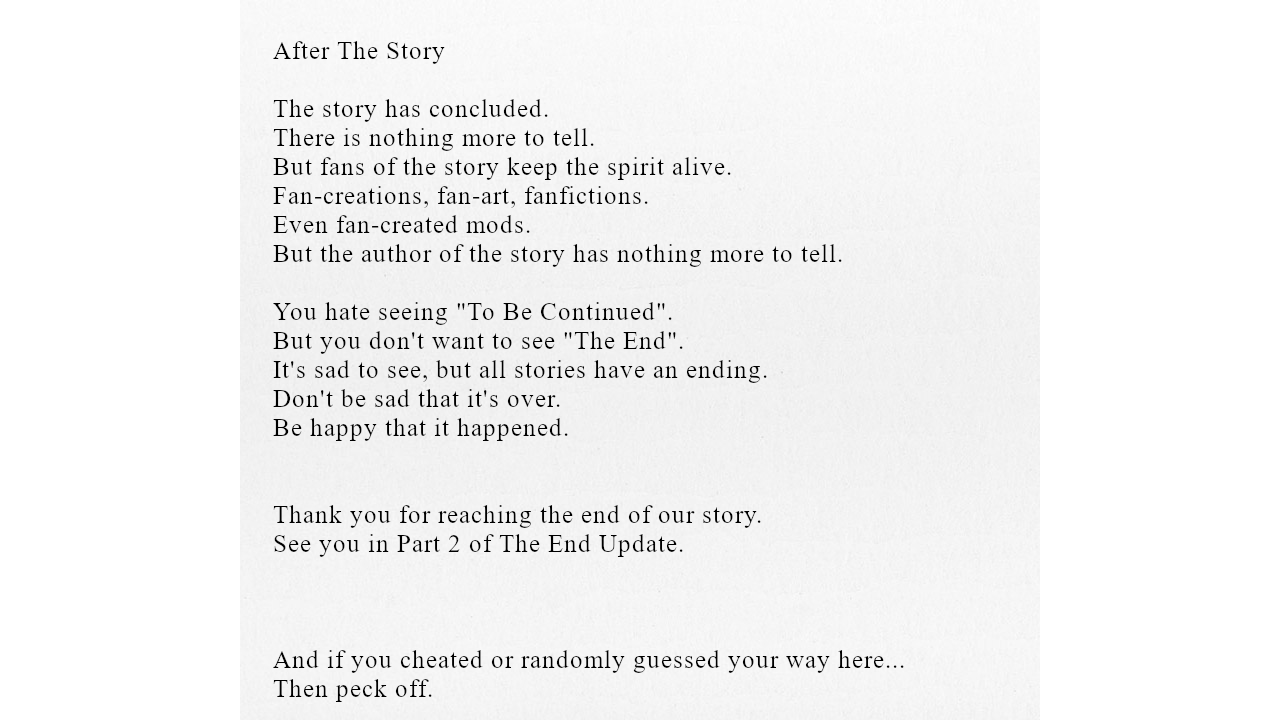 After The Story
The story has concluded.
There is nothing more to tell.
But fans of the story keep the spirit alive.
Fan-creations, fan-art, fanfictions.
Even fan-created mods.
But the author of the story has nothing more to tell.
You hate seeing "To Be Continued".
But you don't want to see "The End".
It's sad to see, but all stories have an ending.
Don't be sad that it's over.
Be happy that it happened.
Thank you for reaching the end of our story.
See you in Part 2 of The End Update.
And if you cheated or randomly guessed your way here...
Then peck off.